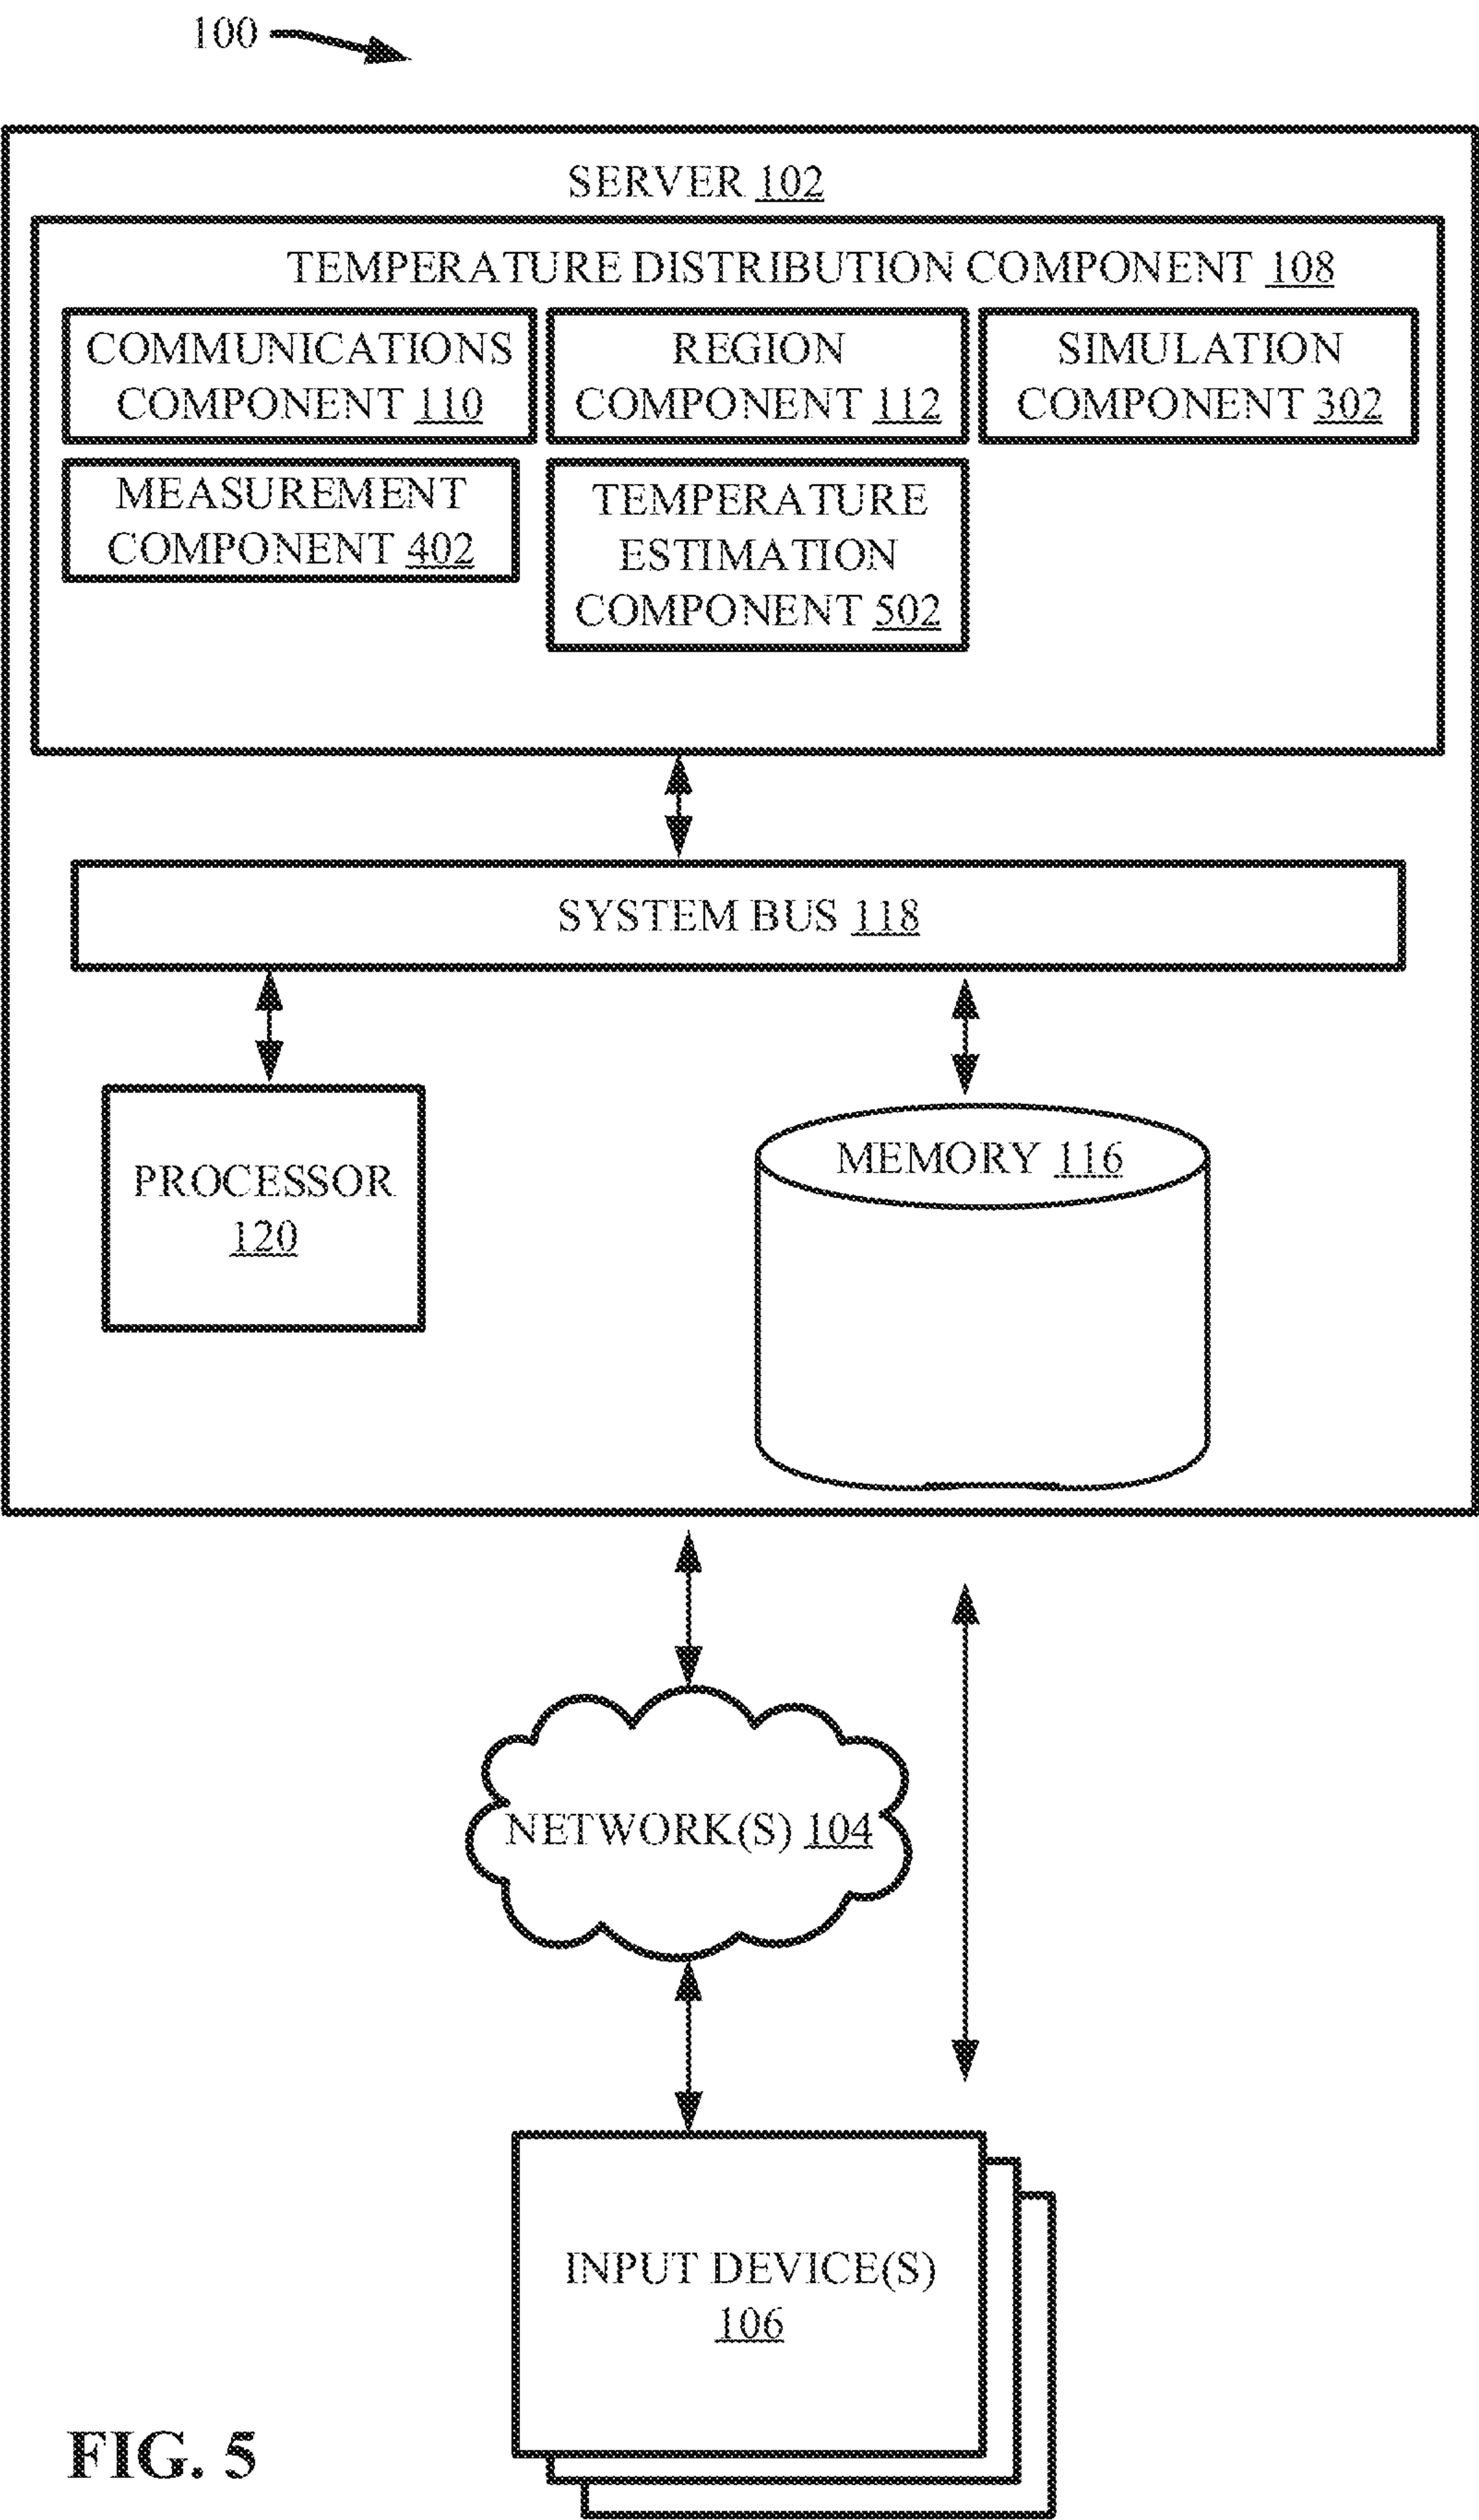 100
SERVER 102
TEMPERATURE DISTRIBUTION COMPONENT 108
COMMUNICATIONS
COMPONENT 110
REGION
COMPONENT 112
SIMULATION
COMPONENT 302
MEASUREMENT
COMPONENT 402
TEMPERATURE
ESTIMATION
COMPONENT 502
SYSTEM BUS 118
PROCESSOR
120
MEMORY 116
NETWORK(S) 104
INPUT DEVICE(S)
106
FIG. 5